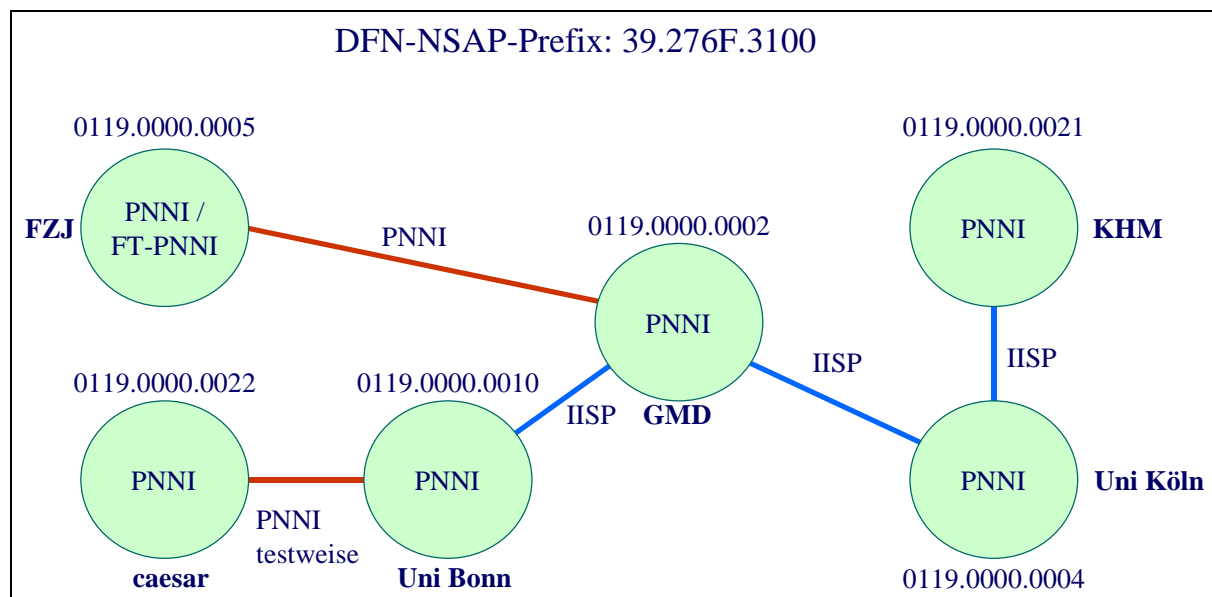 DFN-NSAP-Prefix: 39.276F.3100
0119.0000.0005
0119.0000.0021
FZJ
PNNI /
FT-PNNI
PNNI
0119.0000.0002
PNNI
KHM
PNNI
IISP
IISP
0119.0000.0022
0119.0000.0010
IISP
GMD
PNNI
PNNI
PNNI
Uni Köln
PNNI
testweise
caesar
Uni Bonn
0119.0000.0004